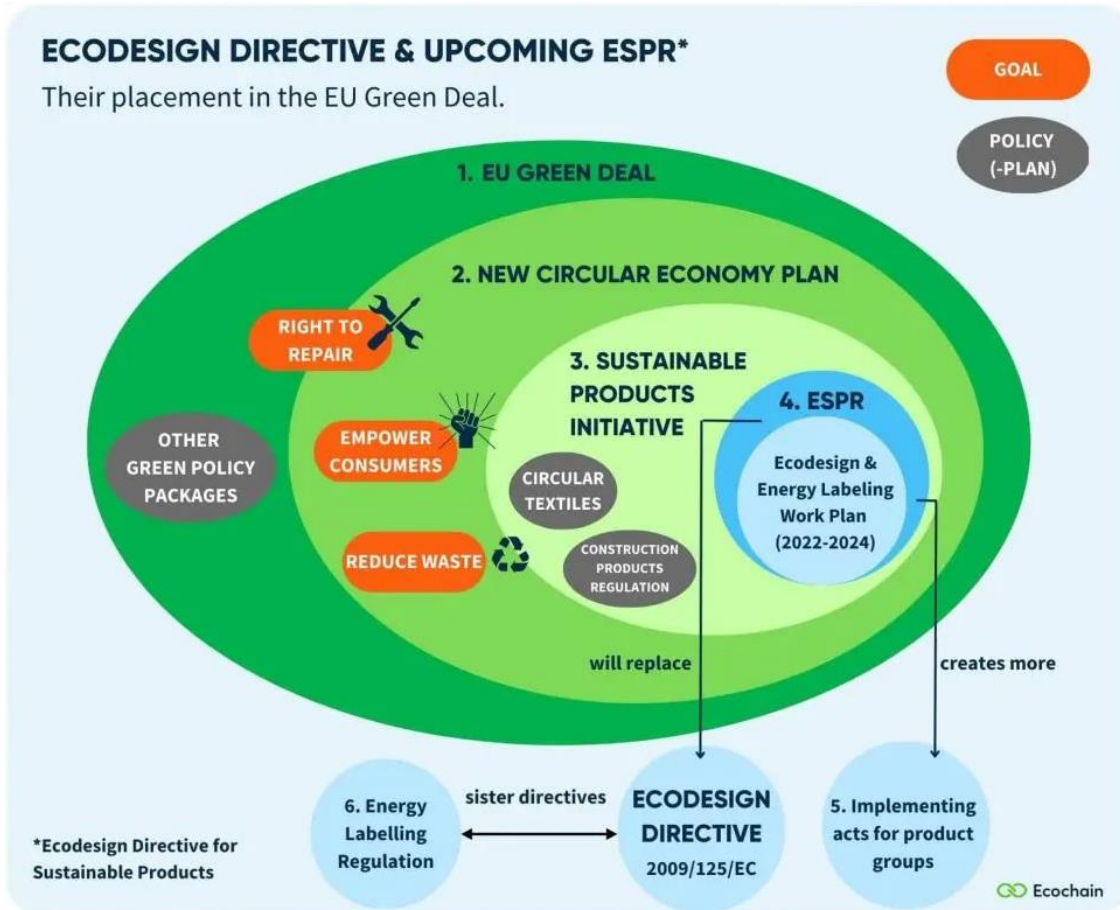 ECODESIGN DIRECTIVE & UPCOMING ESPR*
Their placement in the EU Green Deal.
GOAL
POLICY
(-PLAN)
1. EU GREEN DEAL
2. NEW CIRCULAR ECONOMY PLAN
RIGHT TO
REPAIR
3. SUSTAINABLE
PRODUCTS
INITIATIVE
4. ESPR
Ecodesign &
Energy Labeling
Work Plan
(2022-2024)
OTHER
GREEN POLICY
PACKAGES
EMPOWER
CONSUMERS
CIRCULAR
TEXTILES
REDUCE WASTE
CONSTRUCTION
PRODUCTS
REGULATION
will replace
creates more
6. Energy
Labelling
Regulation
sister directives
ECODESIGN
DIRECTIVE
2009/125/EC
5. Implementing
acts for product
groups
*Ecodesign Directive for
Sustainable Products
Ecochain